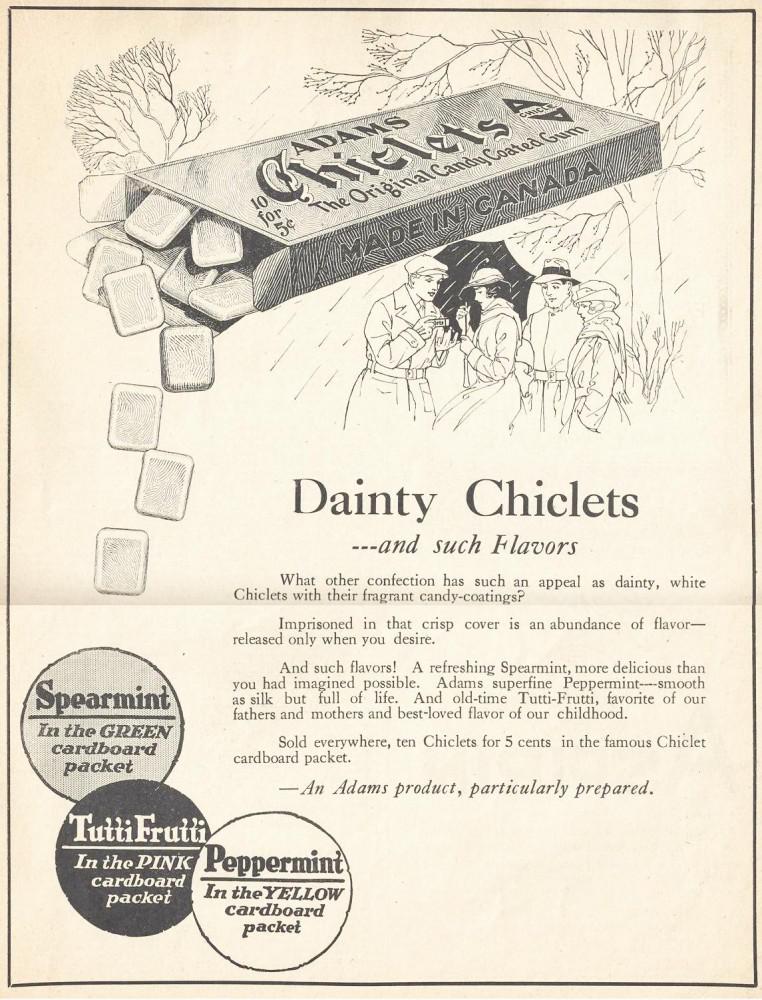 ADAMS
Chiclets
The Original Candy Coated Gum
10
for
5¢
MADE IN CANADA
Dainty Chiclets
---and such Flavors
What other confection has such an appeal as dainty, white
Chiclets with their fragrant candy-coatings?
Imprisoned in that crisp cover is an abundance of flavor—
released only when you desire.
And such flavors! A refreshing Spearmint, more delicious than
you had imagined possible. Adams superfine Peppermint—smooth
as silk but full of life. And old-time Tutti-Frutti, favorite of our
fathers and mothers and best-loved flavor of our childhood.
Sold everywhere, ten Chiclets for 5 cents in the famous Chiclet
cardboard packet.
—An Adams product, particularly prepared.
Spearmint
In the GREEN
cardboard
packet
Tutti Frutti
In the PINK
cardboard
packet
Peppermint
In the YELLOW
cardboard
packet